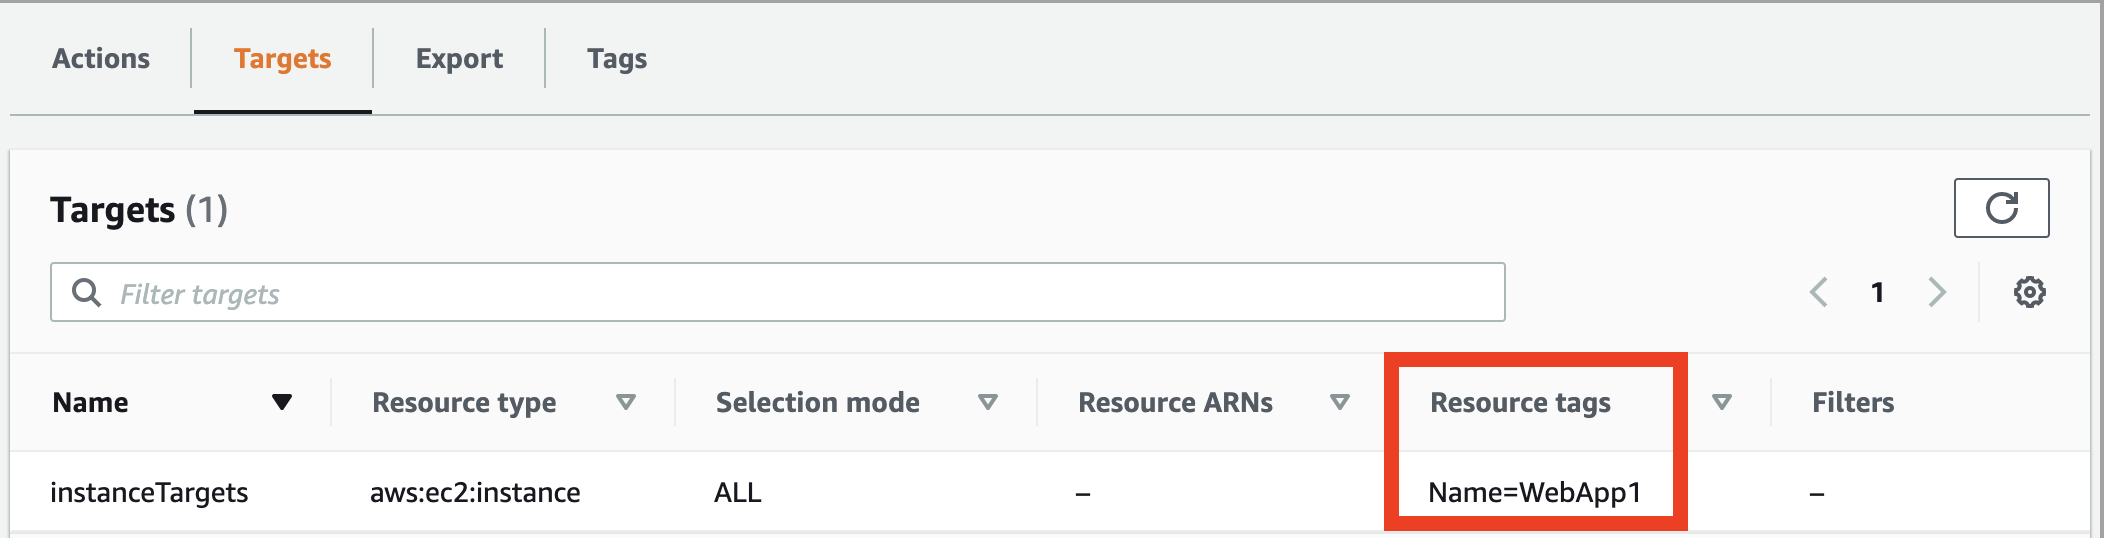 Actions Targets Export Tags
Targets (1)
Filter targets
1
Name Resource type Selection mode Resource ARNs Resource tags Filters
instanceTargets aws:ec2:instance ALL – Name=WebApp1 –